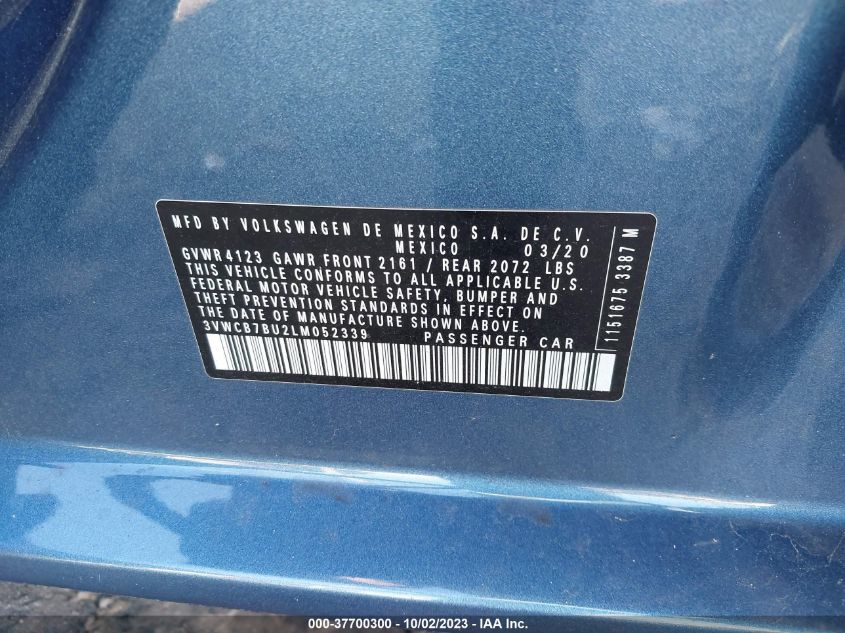 MFD BY VOLKSWAGEN DE MEXICO S.A. DE C.V.
MEXICO 03/20
GVWR 4123 GAWR FRONT 2161 / REAR 2072 LBS
THIS VEHICLE CONFORMS TO ALL APPLICABLE U.S.
FEDERAL MOTOR VEHICLE SAFETY, BUMPER AND
THEFT PREVENTION STANDARDS IN EFFECT ON
THE DATE OF MANUFACTURE SHOWN ABOVE.
3VWCB7BU2LM052339 PASSENGER CAR
1151675 3387 M
000-37700300 - 10/02/2023 - © IAA Inc.